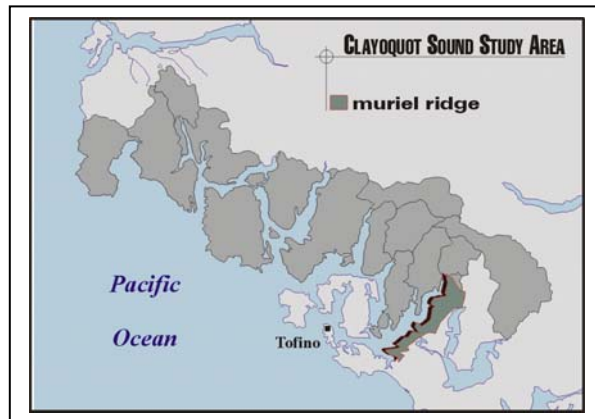 CLAYOQUOT SOUND STUDY AREA
muriel ridge
Pacific
Ocean
Tofino